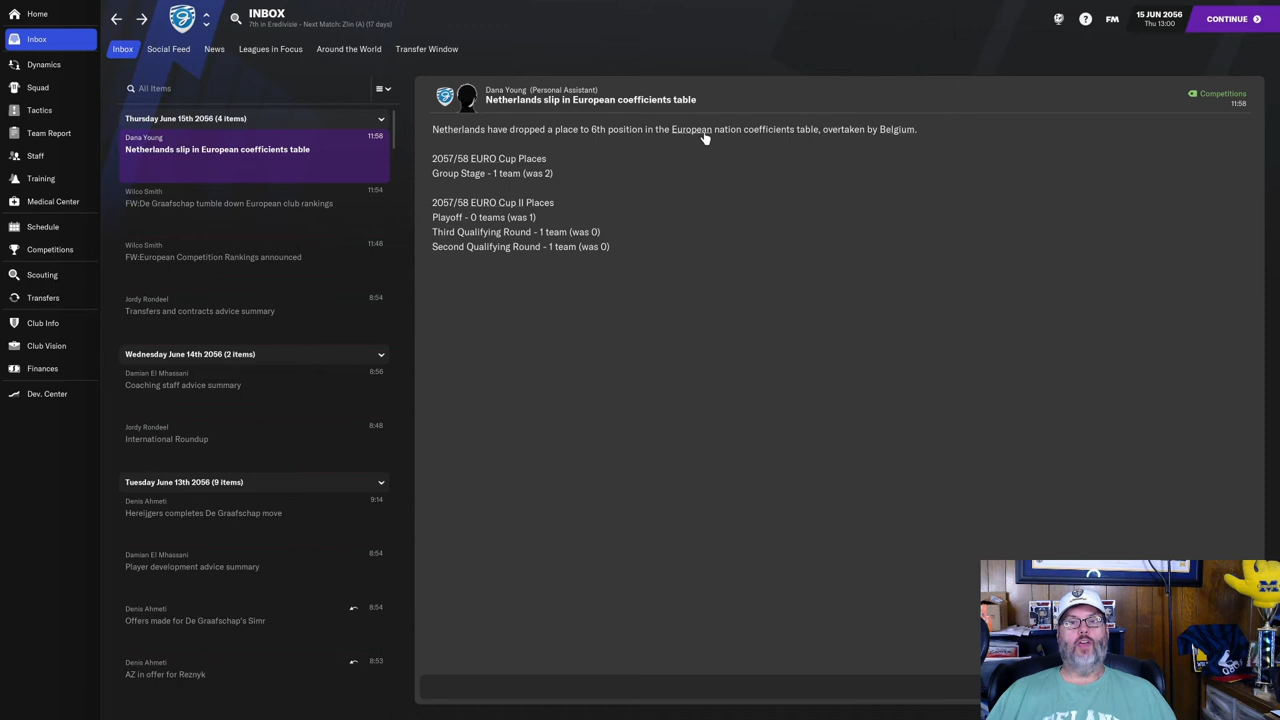 Home
Inbox
Dynamics
Squad
Tactics
Team Report
Staff
Training
Medical Center
Schedule
Competitions
Scouting
Transfers
Club Info
Club Vision
Finances
Dev. Center
INBOX
7th in Eredivisie - Next Match: Zlín (A) (17 days)
FM
15 JUN 2056
Thu 13:00
CONTINUE
Inbox
Social Feed
News
Leagues in Focus
Around the World
Transfer Window
All Items
Thursday June 15th 2056 (4 items)
Dana Young
11:58
Netherlands slip in European coefficients table
Wilco Smith
11:54
FW:De Graafschap tumble down European club rankings
Wilco Smith
11:48
FW:European Competition Rankings announced
Jordy Rondeel
8:54
Transfers and contracts advice summary
Wednesday June 14th 2056 (2 items)
Damian El Mhassani
8:56
Coaching staff advice summary
Jordy Rondeel
8:48
International Roundup
Tuesday June 13th 2056 (9 items)
Denis Ahmeti
9:14
Hereijgers completes De Graafschap move
Damian El Mhassani
8:54
Player development advice summary
Denis Ahmeti
8:54
Offers made for De Graafschap's Simr
Denis Ahmeti
8:53
AZ in offer for Reznyk
Dana Young (Personal Assistant)
Netherlands slip in European coefficients table
Competitions
11:58
Netherlands have dropped a place to 6th position in the European nation coefficients table, overtaken by Belgium.
2057/58 EURO Cup Places
Group Stage - 1 team (was 2)
2057/58 EURO Cup II Places
Playoff - 0 teams (was 1)
Third Qualifying Round - 1 team (was 0)
Second Qualifying Round - 1 team (was 0)